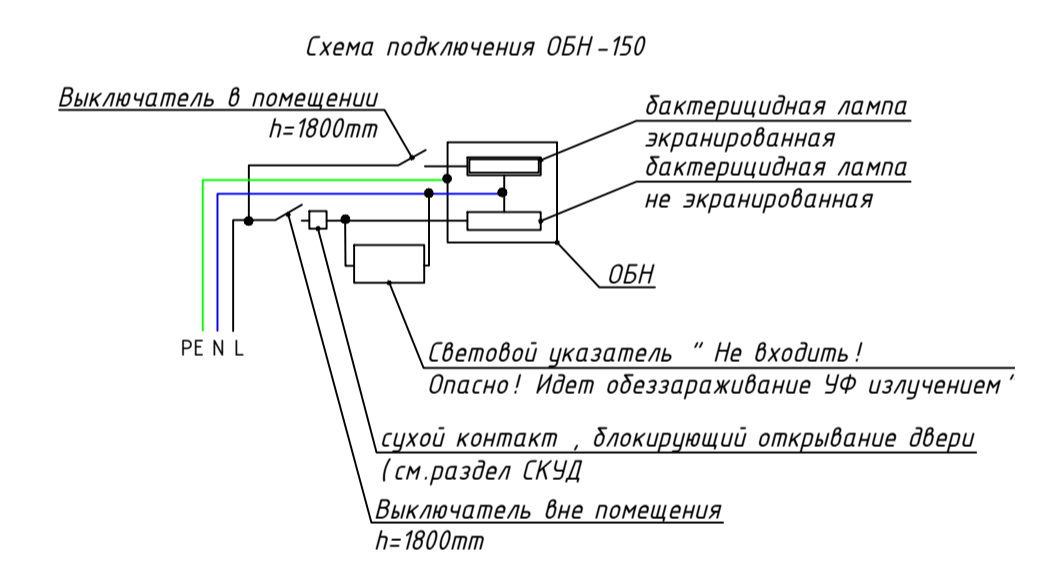 Схема подключения ОБН-150
Выключатель в помещении
h=1800mm
бактерицидная лампа
экранированная
бактерицидная лампа
не экранированная
ОБН
PE N L
Световой указатель " Не входить!
Опасно! Идет обеззараживание УФ излучением"
сухой контакт , блокирующий открывание двери
(см.раздел СКУД
Выключатель вне помещения
h=1800mm